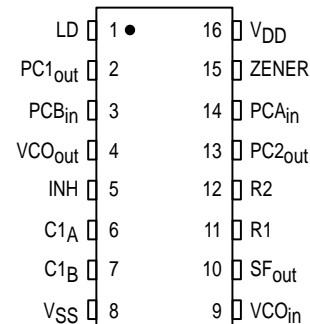 LD 1 16 VDD
PC1out 2 15 ZENER
PCBin 3 14 PCAin
VCOout 4 13 PC2out
INH 5 12 R2
C1A 6 11 R1
C1B 7 10 SFout
VSS 8 9 VCOin